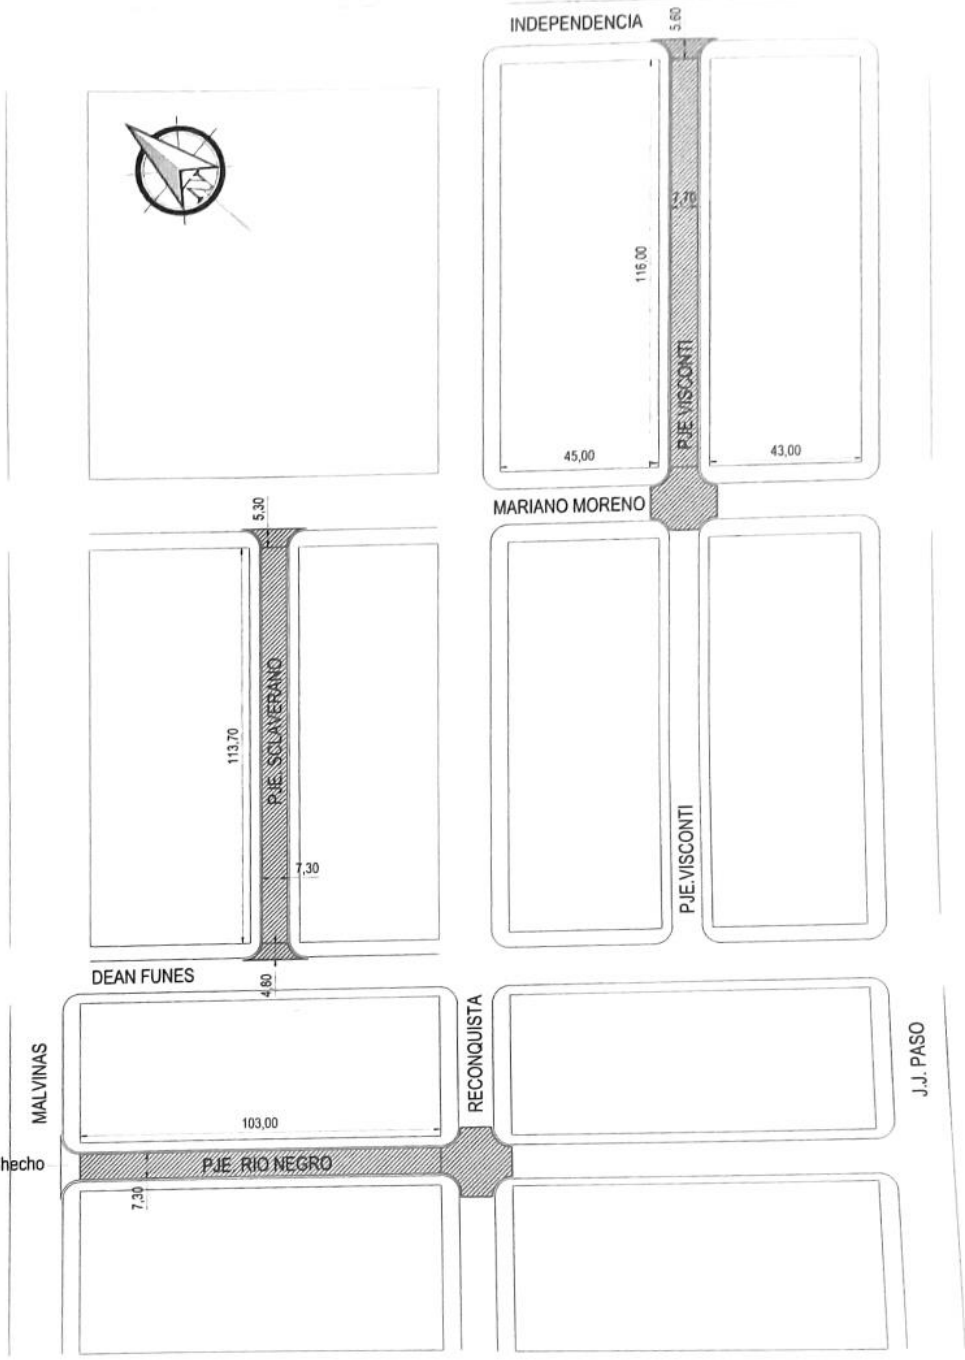 INDEPENDENCIA
5.60
7,70
116,00
PJE.VISCONTI
45,00
43,00
MARIANO MORENO
5,30
PJE. SCLAVERANO
113,70
7,30
PJE.VISCONTI
DEAN FUNES
4,60
MALVINAS
RECONQUISTA
J.J. PASO
103,00
hecho
PJE. RIO NEGRO
7,30